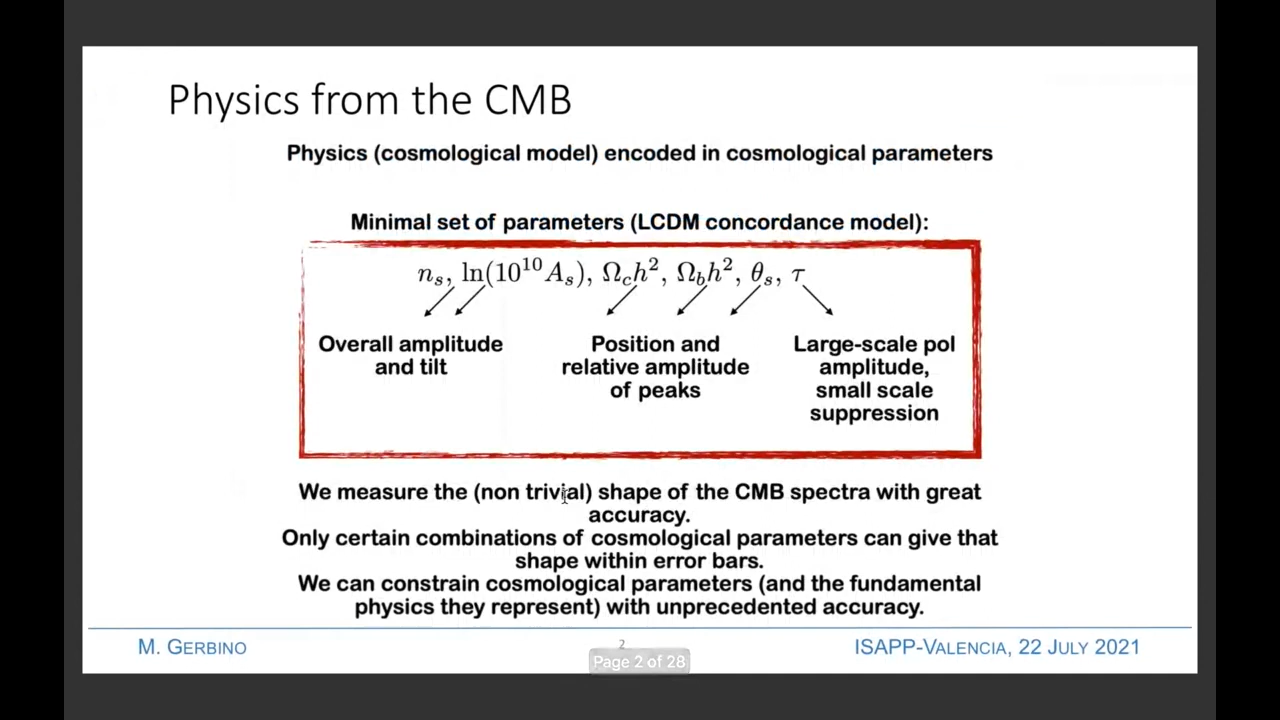 Physics from the CMB
Physics (cosmological model) encoded in cosmological parameters
Minimal set of parameters (LCDM concordance model):
n_s, ln(10^{10} A_s), Ω_c h^2, Ω_b h^2, θ_s, τ
Overall amplitude
and tilt
Position and
relative amplitude
of peaks
Large-scale pol
amplitude,
small scale
suppression
We measure the (non trivial) shape of the CMB spectra with great
accuracy.
Only certain combinations of cosmological parameters can give that
shape within error bars.
We can constrain cosmological parameters (and the fundamental
physics they represent) with unprecedented accuracy.
M. GERBINO
2
ISAPP-VALENCIA, 22 JULY 2021
Page 2 of 28